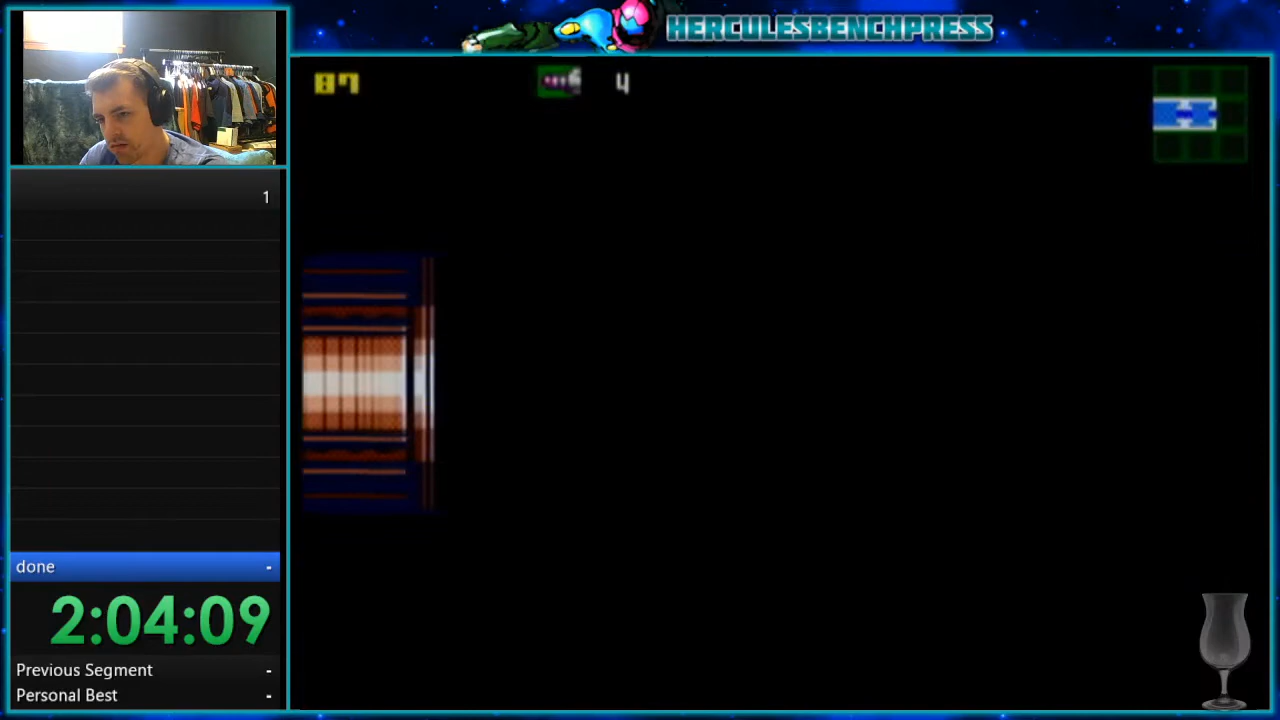 HERCULESBENCHPRESS
87 4
1
done -
2:04:09
Previous Segment -
Personal Best -